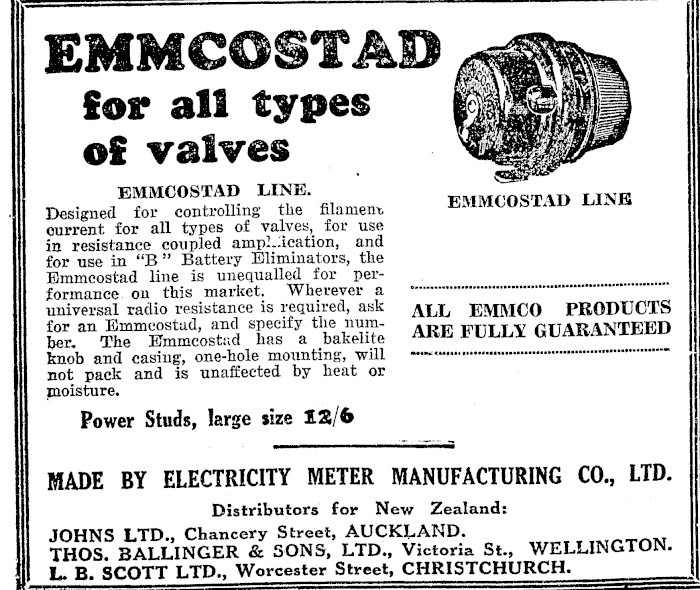 EMMCOSTAD
for all types
of valves
EMMCOSTAD LINE.
Designed for controlling the filament
current for all types of valves, for use
in resistance coupled and
for use in "B" Battery Eliminators, the
Emmcostad line is unequalled for per-
formance on this market. Wherever a
universal radio resistance is required, ask
for an Emmcostad, and specify the num-
ber. The Emmcostad has a bakelite
knob and casing, one-hole mounting, will
not pack and is unaffected by heat or
moisture.
Power Studs, large size 12/6
EMMCOSTAD LINE
ALL EMMCO PRODUCTS
ARE FULLY GUARANTEED
MADE BY ELECTRICITY METER MANUFACTURING CO., LTD.
Distributors for New Zealand:
JOHNS LTD., Chancery Street, AUCKLAND.
THOS. BALLINGER & SONS, LTD., Victoria St., WELLINGTON.
L. B. SCOTT LTD., Worcester Street, CHRISTCHURCH.